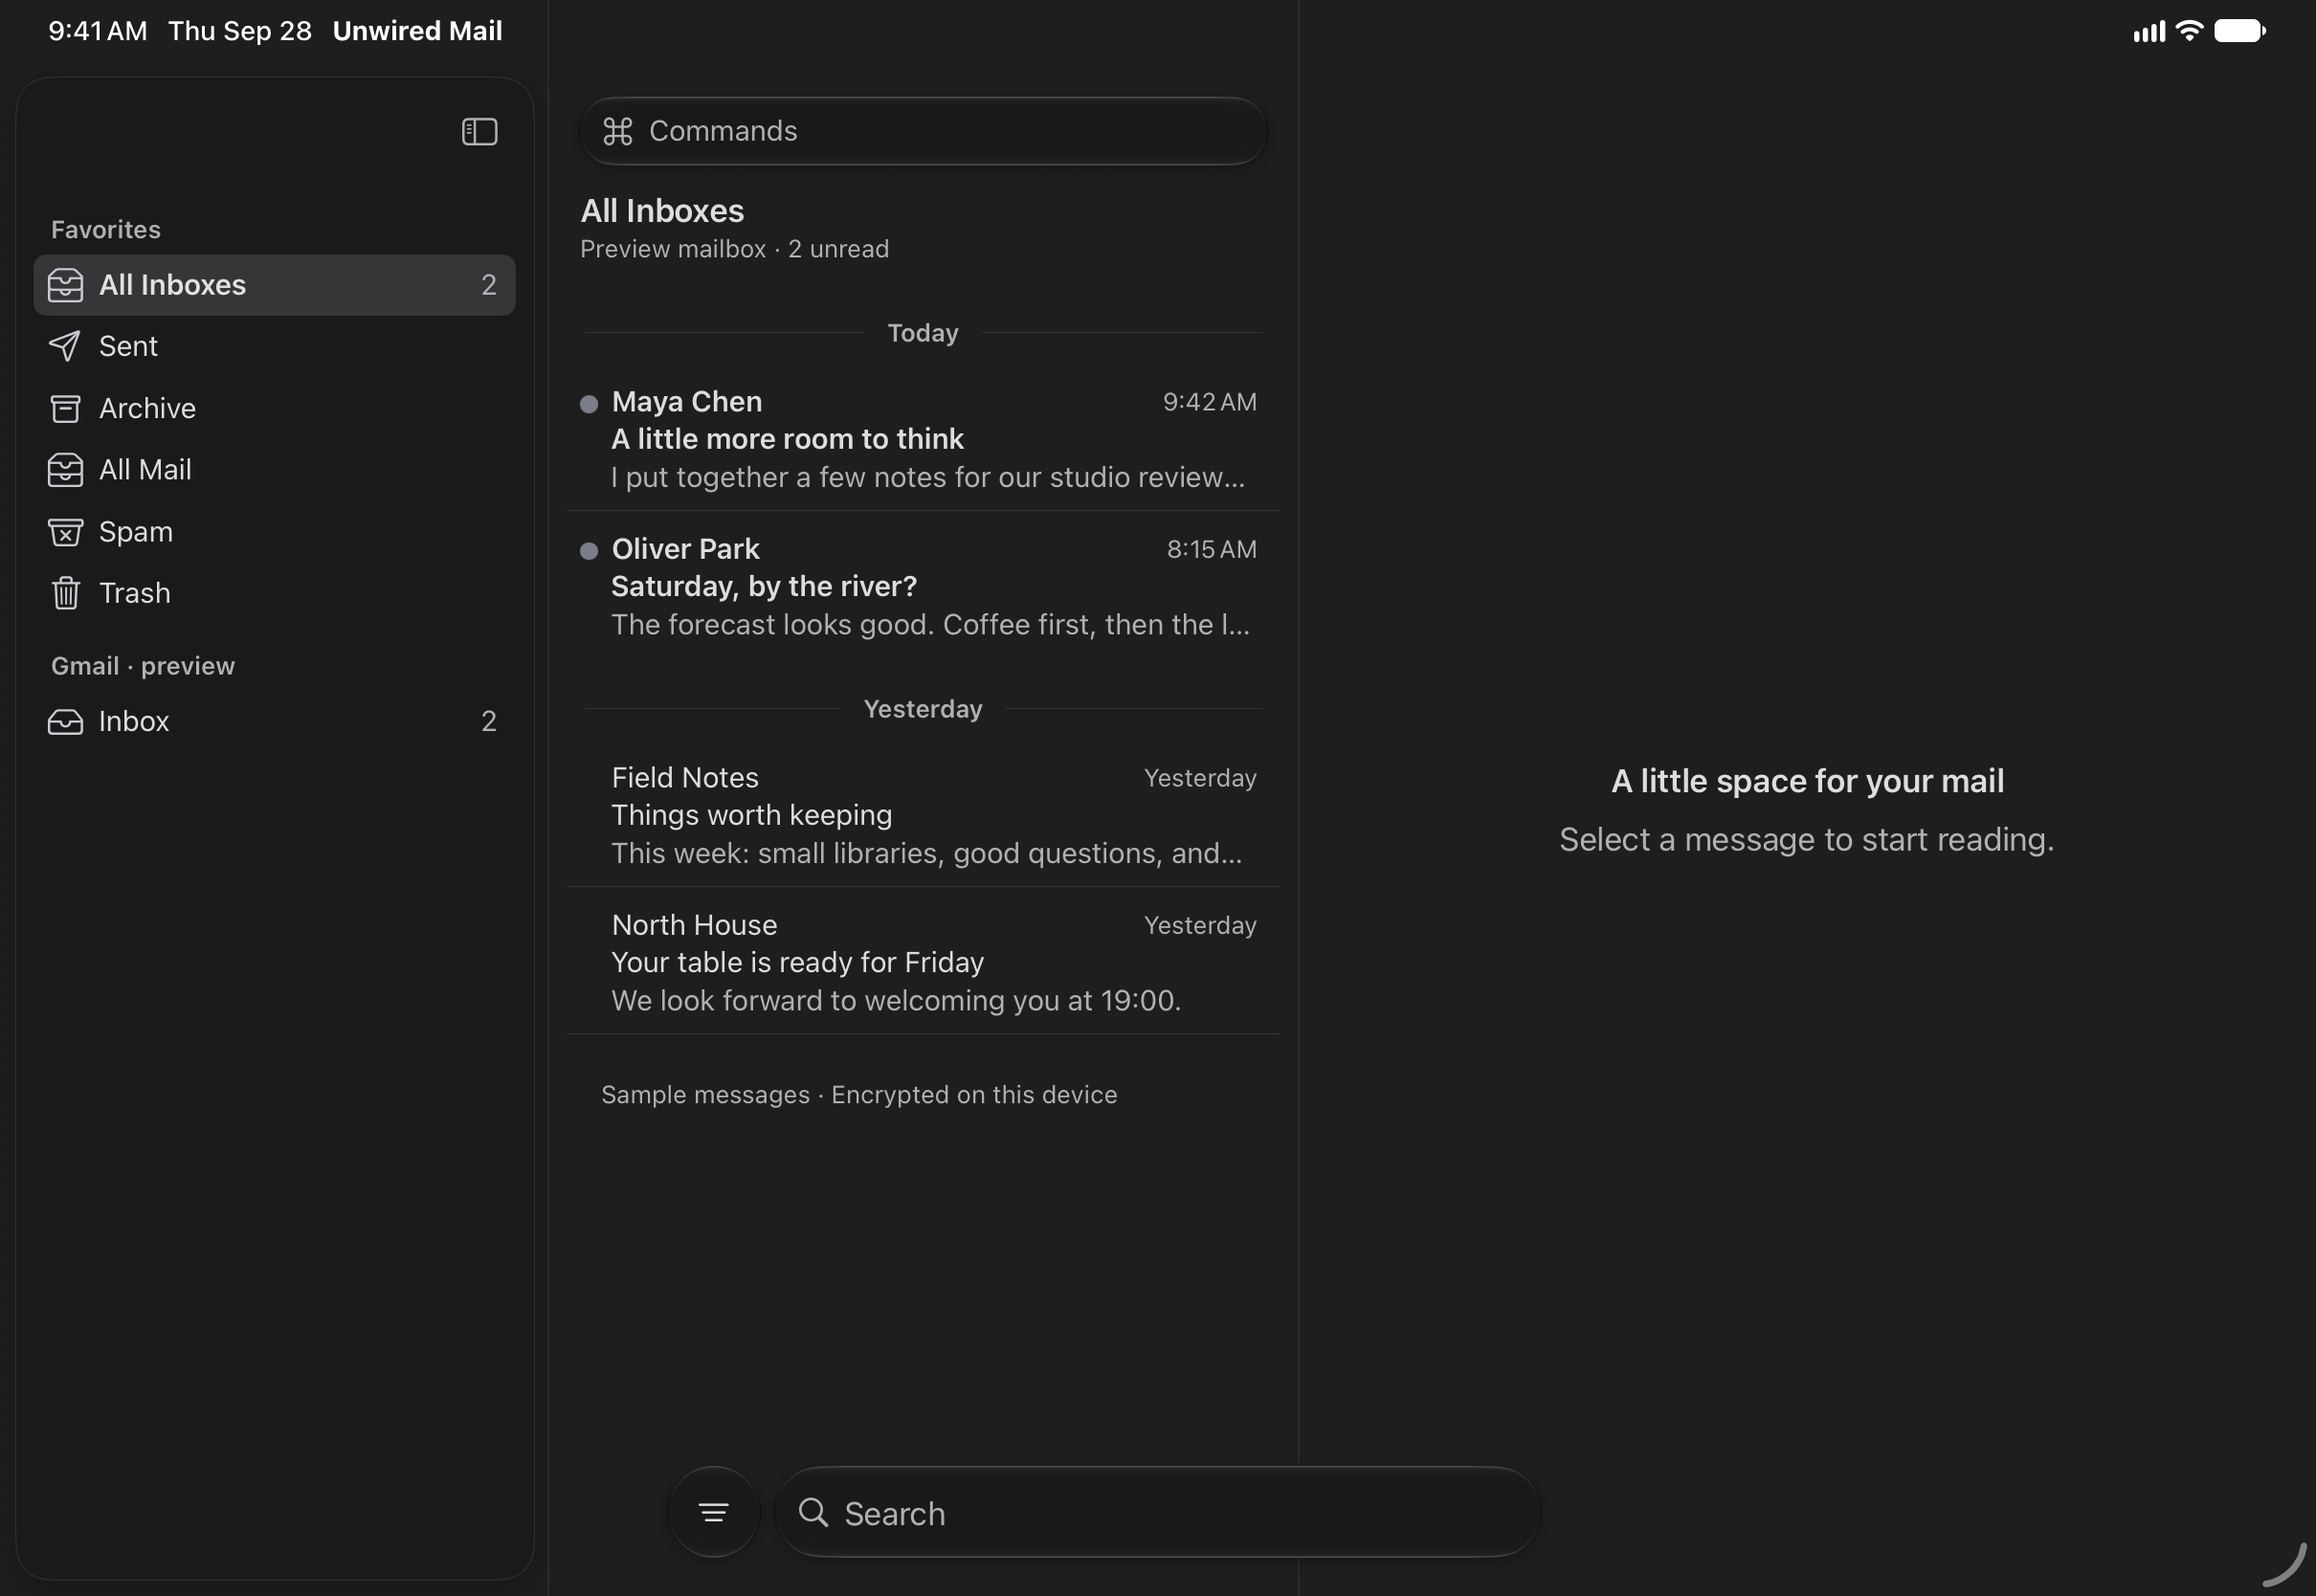 9:41 AM Thu Sep 28 Unwired Mail
Favorites
All Inboxes 2
Sent
Archive
All Mail
Spam
Trash
Gmail · preview
Inbox 2
Commands
All Inboxes
Preview mailbox · 2 unread
Today
Maya Chen 9:42 AM
A little more room to think
I put together a few notes for our studio review...
Oliver Park 8:15 AM
Saturday, by the river?
The forecast looks good. Coffee first, then the l...
Yesterday
Field Notes Yesterday
Things worth keeping
This week: small libraries, good questions, and...
North House Yesterday
Your table is ready for Friday
We look forward to welcoming you at 19:00.
Sample messages · Encrypted on this device
Search
A little space for your mail
Select a message to start reading.